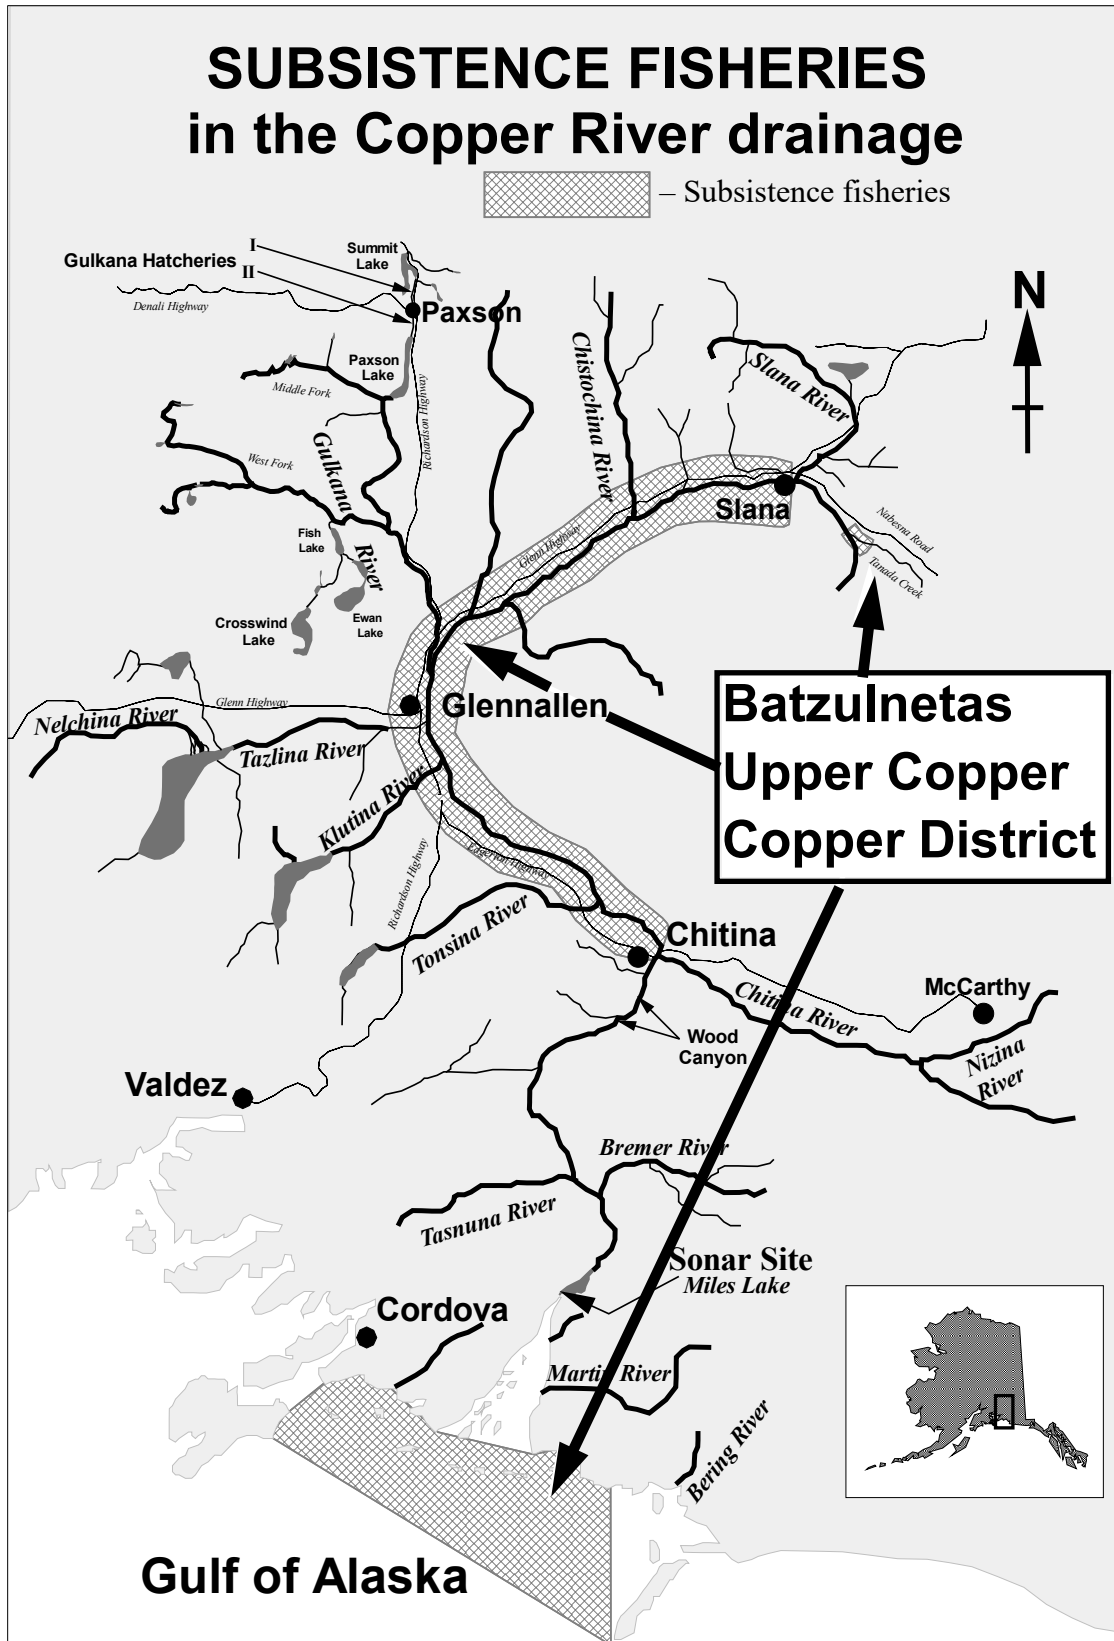 SUBSISTENCE FISHERIES
in the Copper River drainage
– Subsistence fisheries
I
Summit
Lake
Gulkana Hatcheries
II
Denali Highway
Paxson
N
Paxson
Lake
Middle Fork
Richardson Highway
Chistochina River
Slana River
Gulkana
River
West Fork
Slana
Nabesna Road
Tanada Creek
Fish
Lake
Glenn Highway
Crosswind
Lake
Ewan
Lake
Glenn Highway
Glennallen
Nelchina River
Tazlina River
Batzulnetas
Upper Copper
Copper District
Klutina River
Richardson Highway
Edgerton Highway
Tonsina River
Chitina
Chitina River
McCarthy
Wood
Canyon
Nizina
River
Valdez
Bremer River
Tasnuna River
Sonar Site
Miles Lake
Cordova
Martin River
Bering River
Gulf of Alaska